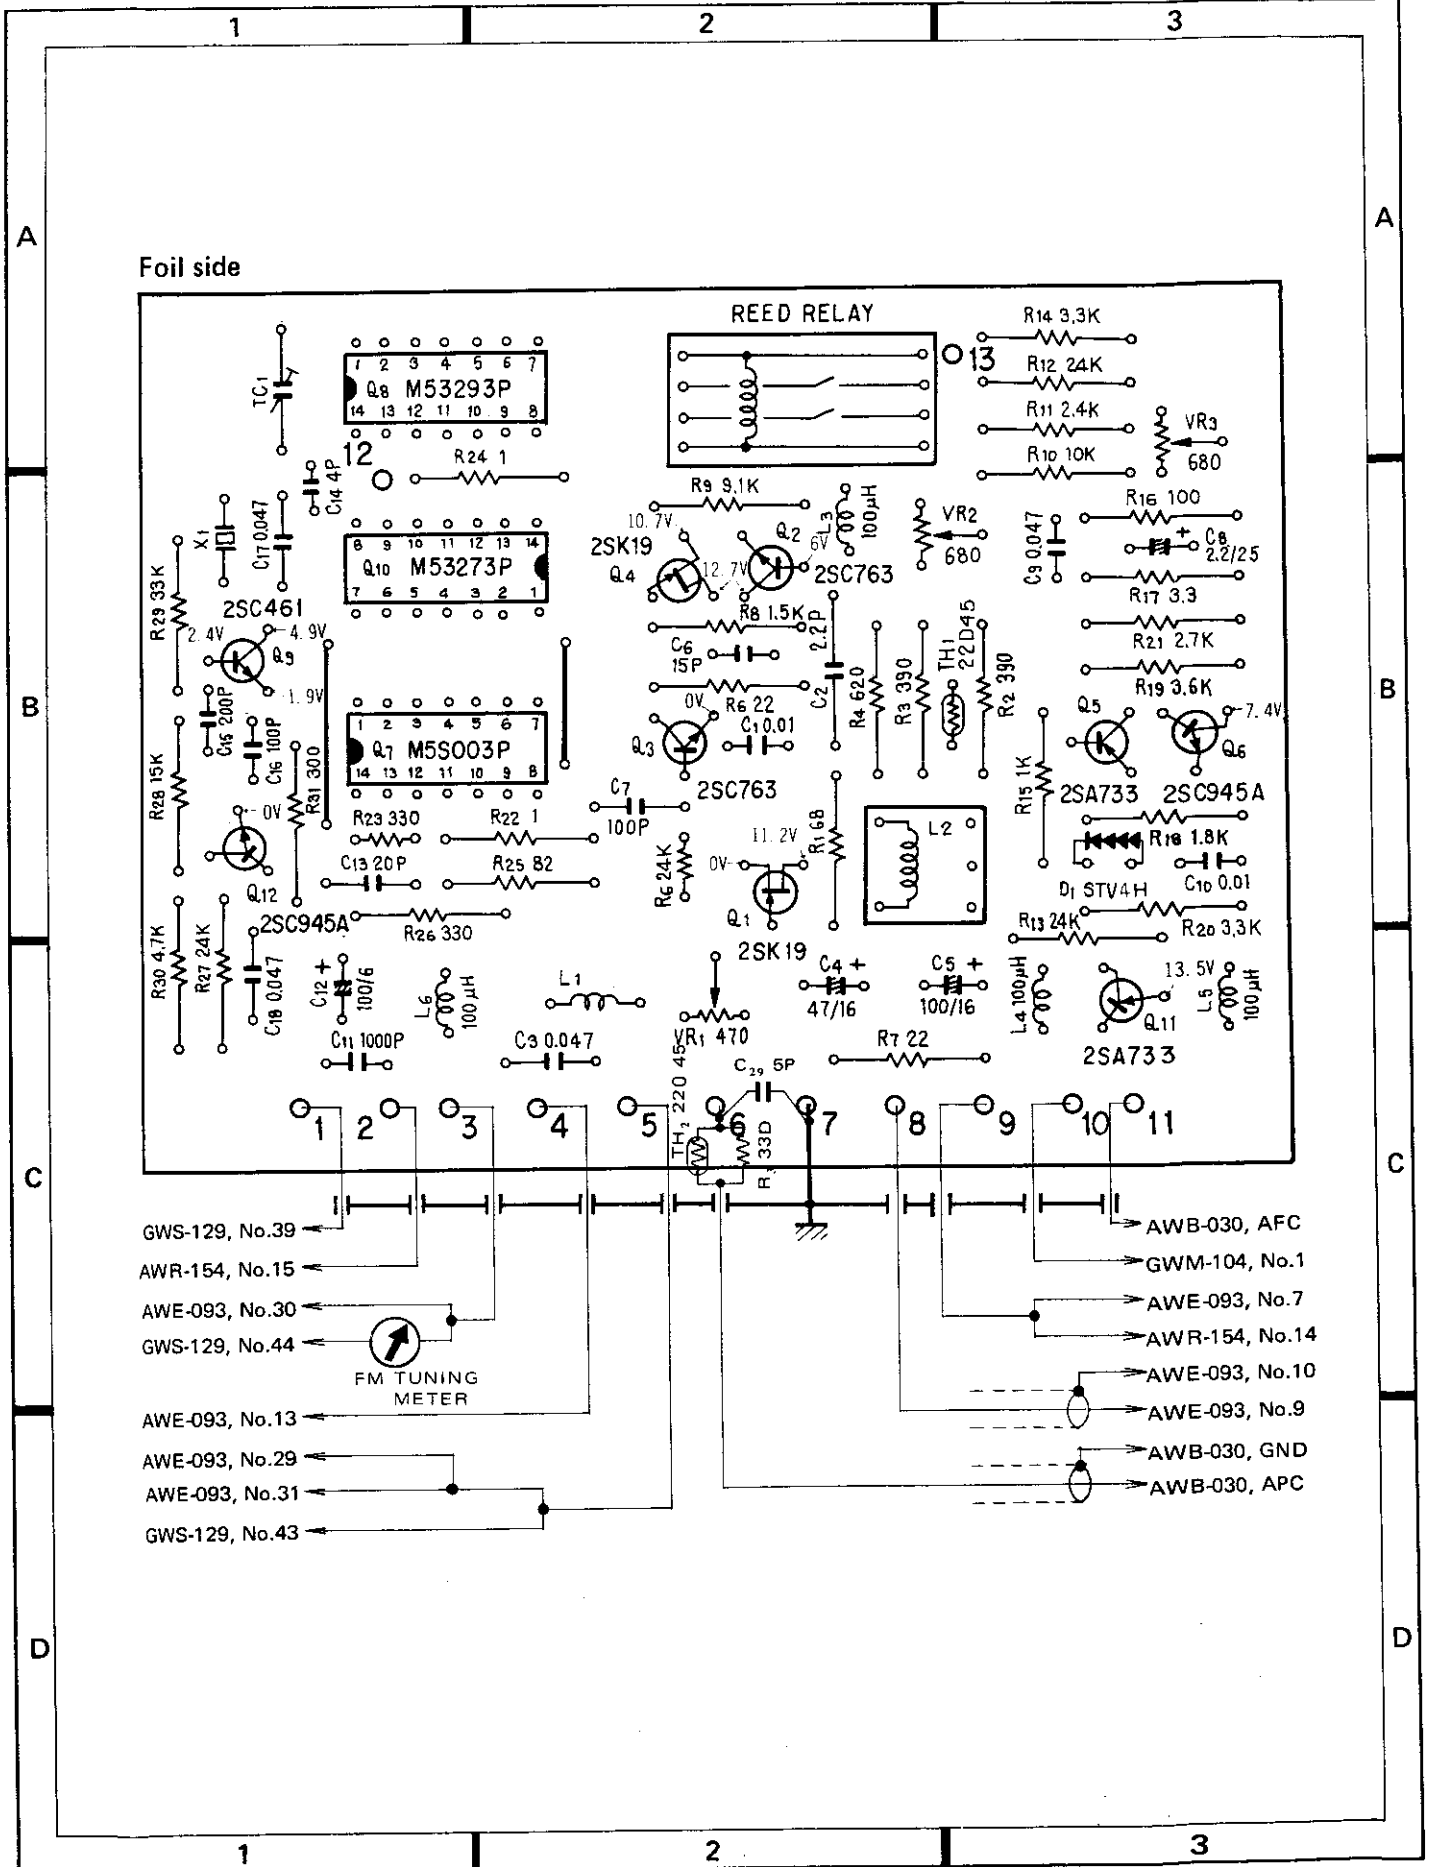 1 2 3
A A
Foil side
REED RELAY
R14 3,3K
13
R12 24K
TC1
1 2 3 4 5 6 7
Q8 M53293P
14 13 12 11 10 9 8
R11 2.4K
VR3
680
12
R24 1
R10 10K
C14 4P
R9 9,1K
R16 100
C8
2.2/25
X1
C17 0.047
8 9 10 11 12 13 14
Q10 M53273P
7 6 5 4 3 2 1
10.7V
2SK19
Q4
12.7V
Q2
6V
2SC763
L3
100µH
VR2
680
C9 0.047
R17 3.3
R29 33K
2SC461
2.4V
4.9V
Q9
1.9V
R8 1.5K
C6
15P
2.2P
C2
R6 22
TH1
22D45
R21 2.7K
R19 3.6K
B B
C15 200P
C16 100P
R4 620
R3 390
R2 390
0V
Q3
2SC763
C1 0.01
1 2 3 4 5 6 7
Q7 M5S003P
14 13 12 11 10 9 8
Q5
2SA733
7.4V
Q6
2SC945A
R28 15K
R31 300
R15 1K
C7
100P
0V
R23 330
R22 1
11.2V
R1 68
L2
R18 1.8K
C13 20P
R25 82
R6 24K
0V
D1 STV4H
C10 0.01
Q12
2SC945A
R26 330
Q1
2SK19
R13 24K
R20 3,3K
R30 4.7K
R27 24K
C18 0.047
C12 +
100/6
L6
100µH
L1
C4 +
47/16
C5 +
100/16
L4 100µH
13.5V
Q11
2SA733
L5
100µH
VR1 470
C11 1000P
C3 0.047
R7 22
C29 5P
TH2 220 45
33D
1 2 3 4 5 6 7 8 9 10 11
C C
GWS-129, No.39
AWB-030, AFC
AWR-154, No.15
GWM-104, No.1
AWE-093, No.30
AWE-093, No.7
GWS-129, No.44
AWR-154, No.14
FM TUNING
METER
AWE-093, No.10
AWE-093, No.13
AWE-093, No.9
AWE-093, No.29
AWB-030, GND
AWE-093, No.31
AWB-030, APC
GWS-129, No.43
D D
1 2 3